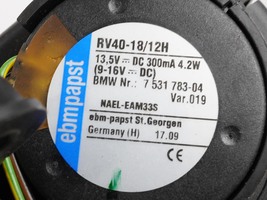 ebmpapst
RV40-18/12H
13,5V ⎓ DC 300mA 4.2W
(9-16V ⎓ DC)
BMW Nr.: 7 531 783-04
Var.019
NAEL-EAM33S
ebm-papst St.Georgen
Germany (H) 17.09